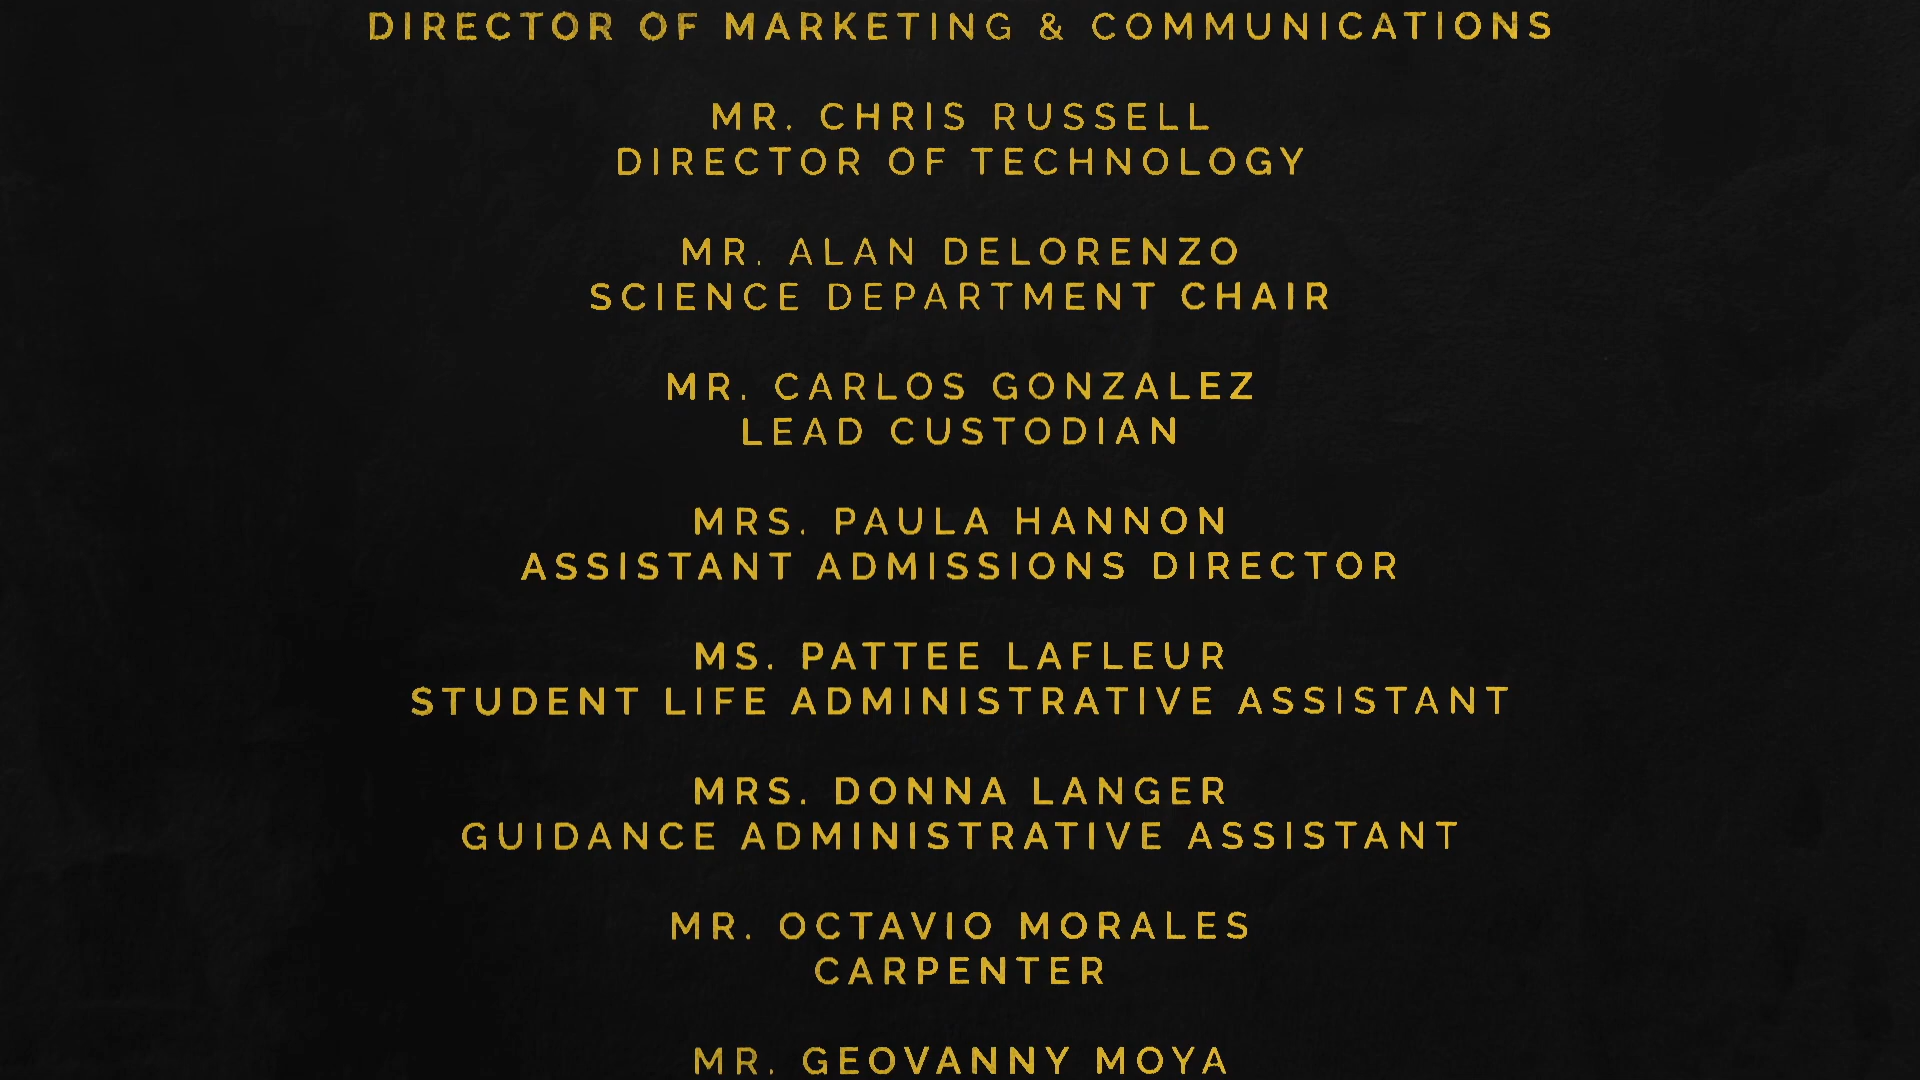 DIRECTOR OF MARKETING & COMMUNICATIONS
MR. CHRIS RUSSELL
DIRECTOR OF TECHNOLOGY
MR. ALAN DELORENZO
SCIENCE DEPARTMENT CHAIR
MR. CARLOS GONZALEZ
LEAD CUSTODIAN
MRS. PAULA HANNON
ASSISTANT ADMISSIONS DIRECTOR
MS. PATTEE LAFLEUR
STUDENT LIFE ADMINISTRATIVE ASSISTANT
MRS. DONNA LANGER
GUIDANCE ADMINISTRATIVE ASSISTANT
MR. OCTAVIO MORALES
CARPENTER
MR. GEOVANNY MOYA